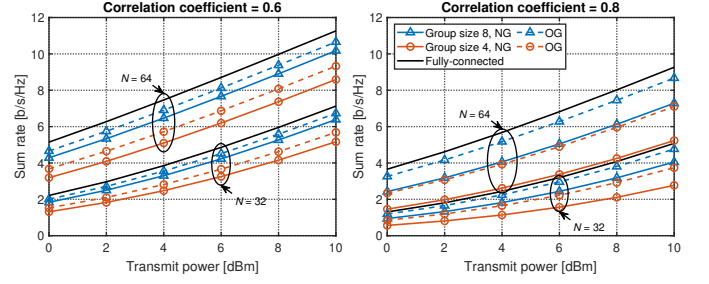 Correlation coefficient = 0.6
12
10
8
6
4
2
0
Sum rate [b/s/Hz]
N = 64
N = 32
0 2 4 6 8 10
Transmit power [dBm]
Correlation coefficient = 0.8
12
10
8
6
4
2
0
Sum rate [b/s/Hz]
Group size 8, NG OG
Group size 4, NG OG
Fully-connected
N = 64
N = 32
0 2 4 6 8 10
Transmit power [dBm]